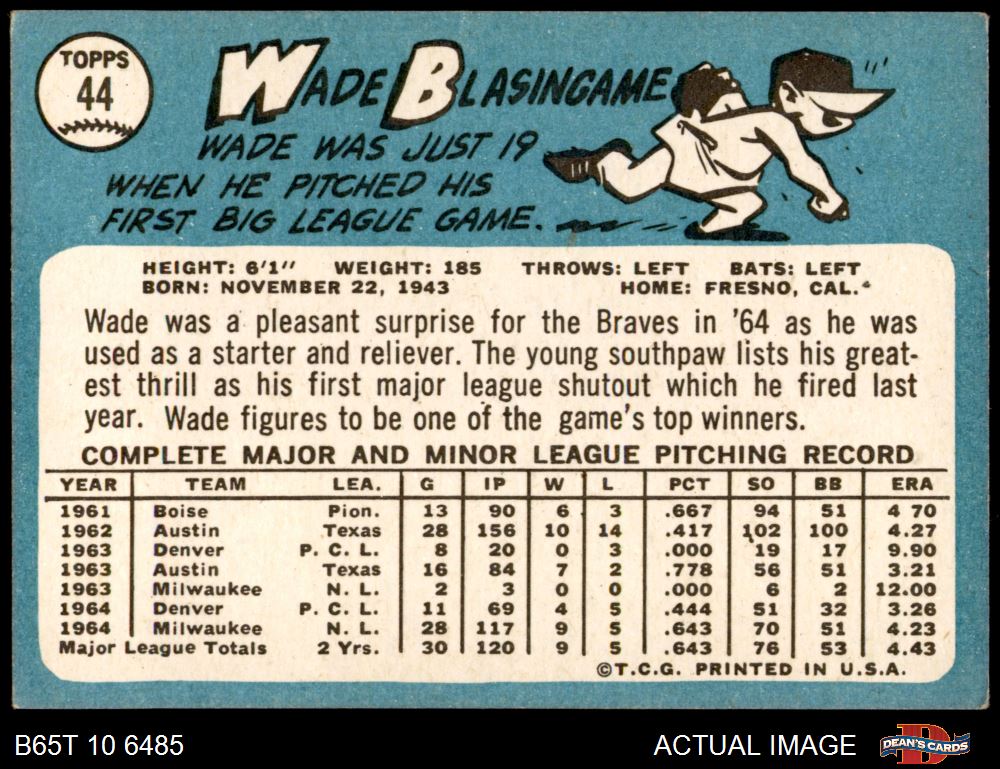 TOPPS
44
WADE BLASINGAME
WADE WAS JUST 19
WHEN HE PITCHED HIS
FIRST BIG LEAGUE GAME.
HEIGHT: 6'1" WEIGHT: 185 THROWS: LEFT BATS: LEFT
BORN: NOVEMBER 22, 1943 HOME: FRESNO, CAL.
Wade was a pleasant surprise for the Braves in '64 as he was
used as a starter and reliever. The young southpaw lists his great-
est thrill as his first major league shutout which he fired last
year. Wade figures to be one of the game's top winners.
COMPLETE MAJOR AND MINOR LEAGUE PITCHING RECORD
YEAR TEAM LEA. G IP W L PCT SO BB ERA
1961 Boise Pion. 13 90 6 3 .667 94 51 4 70
1962 Austin Texas 28 156 10 14 .417 102 100 4.27
1963 Denver P. C. L. 8 20 0 3 .000 19 17 9.90
1963 Austin Texas 16 84 7 2 .778 56 51 3.21
1963 Milwaukee N. L. 2 3 0 0 .000 6 2 12.00
1964 Denver P. C. L. 11 69 4 5 .444 51 32 3.26
1964 Milwaukee N. L. 28 117 9 5 .643 70 51 4.23
Major League Totals 2 Yrs. 30 120 9 5 .643 76 53 4.43
©T.C.G. PRINTED IN U.S.A.
B65T 10 6485 ACTUAL IMAGE DEAN'S CARDS